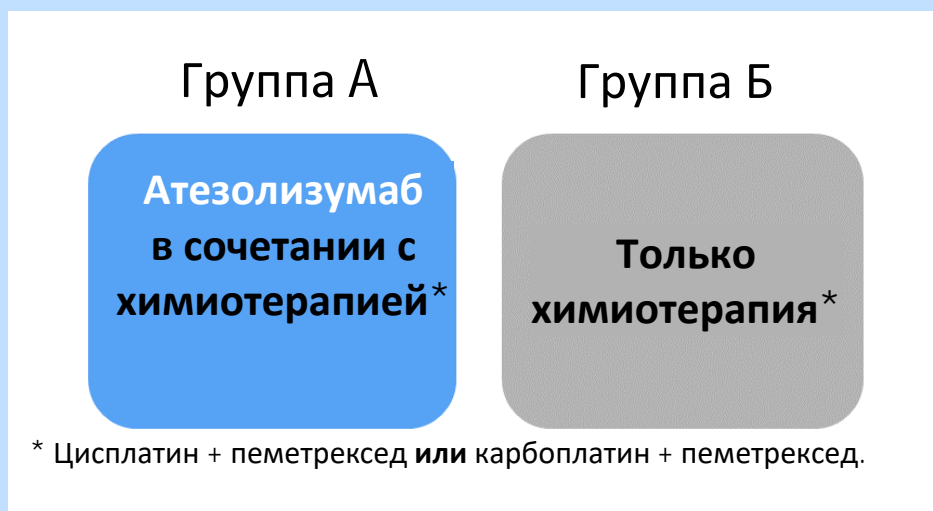 Группа А
Группа Б
Атезолизумаб
в сочетании с
химиотерапией*
Только
химиотерапия*
* Цисплатин + пеметрексед или карбоплатин + пеметрексед.